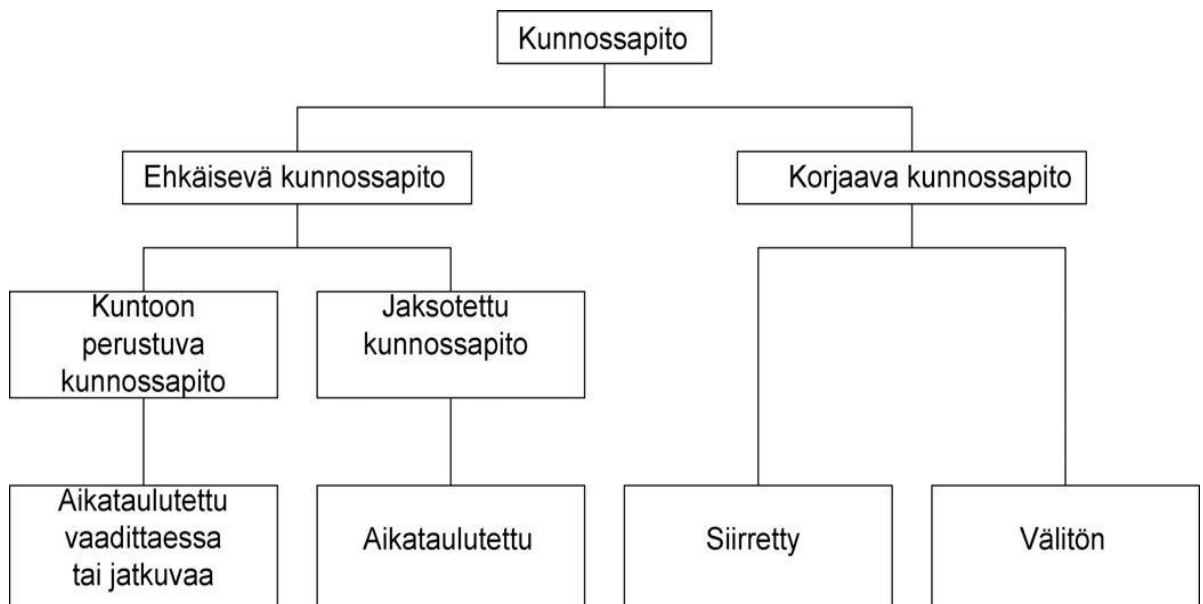 Kunnossapito
Ehkäisevä kunnossapito
Korjaava kunnossapito
Kuntoon
perustuva
kunnossapito
Jaksotettu
kunnossapito
Aikataulutettu
vaadittaessa
tai jatkuvaa
Aikataulutettu
Siirretty
Välitön